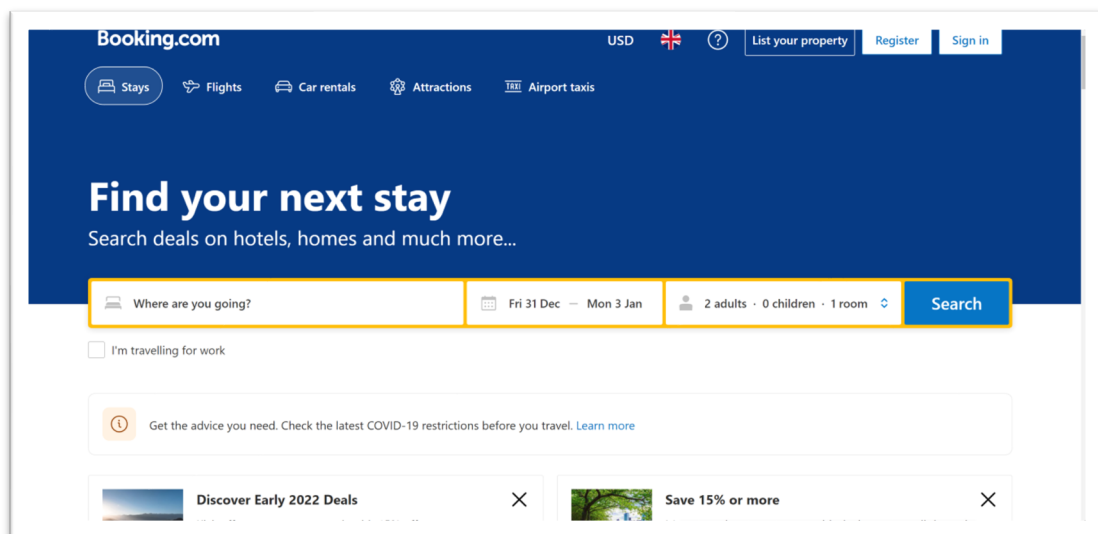 Booking.com
USD
List your property
Register
Sign in
Stays
Flights
Car rentals
Attractions
TAXI
Airport taxis
Find your next stay
Search deals on hotels, homes and much more...
Where are you going?
Fri 31 Dec — Mon 3 Jan
2 adults · 0 children · 1 room
Search
I'm travelling for work
Get the advice you need. Check the latest COVID-19 restrictions before you travel. Learn more
Discover Early 2022 Deals
Save 15% or more